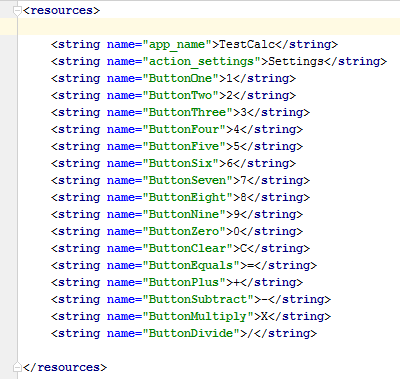 <resources>
<string name="app_name">TestCalc</string>
<string name="action_settings">Settings</string>
<string name="ButtonOne">1</string>
<string name="ButtonTwo">2</string>
<string name="ButtonThree">3</string>
<string name="ButtonFour">4</string>
<string name="ButtonFive">5</string>
<string name="ButtonSix">6</string>
<string name="ButtonSeven">7</string>
<string name="ButtonEight">8</string>
<string name="ButtonNine">9</string>
<string name="ButtonZero">0</string>
<string name="ButtonClear">C</string>
<string name="ButtonEquals">=</string>
<string name="ButtonPlus">+</string>
<string name="ButtonSubtract">-</string>
<string name="ButtonMultiply">X</string>
<string name="ButtonDivide">/</string>
</resources>